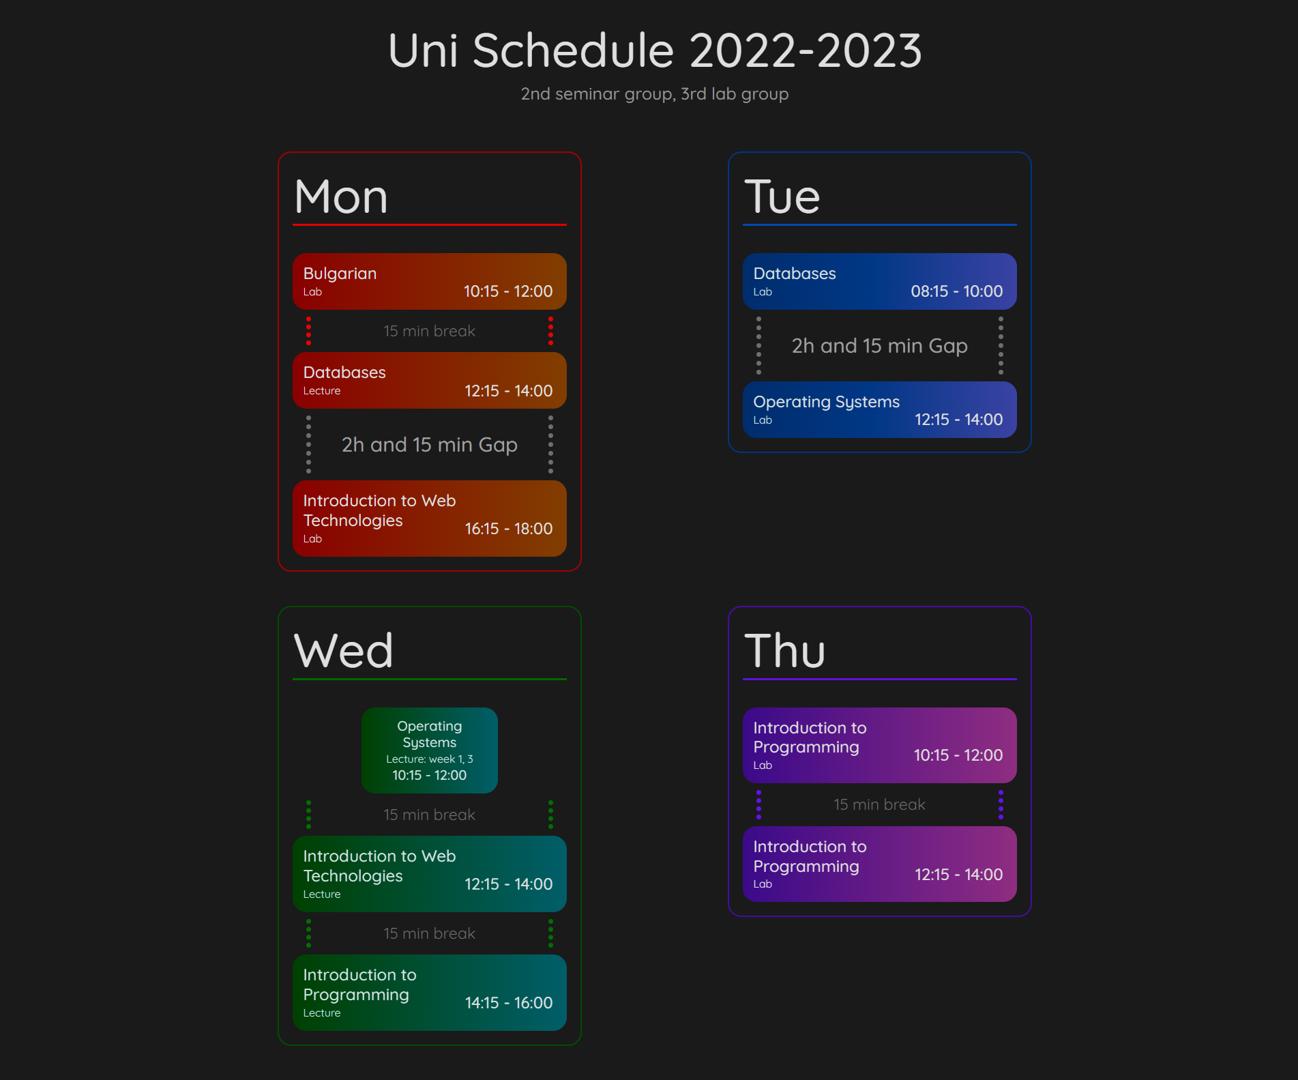 Uni Schedule 2022-2023
2nd seminar group, 3rd lab group
Mon
Bulgarian
Lab
10:15 - 12:00
15 min break
Databases
Lecture
12:15 - 14:00
2h and 15 min Gap
Introduction to Web
Technologies
Lab
16:15 - 18:00
Tue
Databases
Lab
08:15 - 10:00
2h and 15 min Gap
Operating Systems
Lab
12:15 - 14:00
Wed
Operating
Systems
Lecture: week 1, 3
10:15 - 12:00
15 min break
Introduction to Web
Technologies
Lecture
12:15 - 14:00
15 min break
Introduction to
Programming
Lecture
14:15 - 16:00
Thu
Introduction to
Programming
Lab
10:15 - 12:00
15 min break
Introduction to
Programming
Lab
12:15 - 14:00